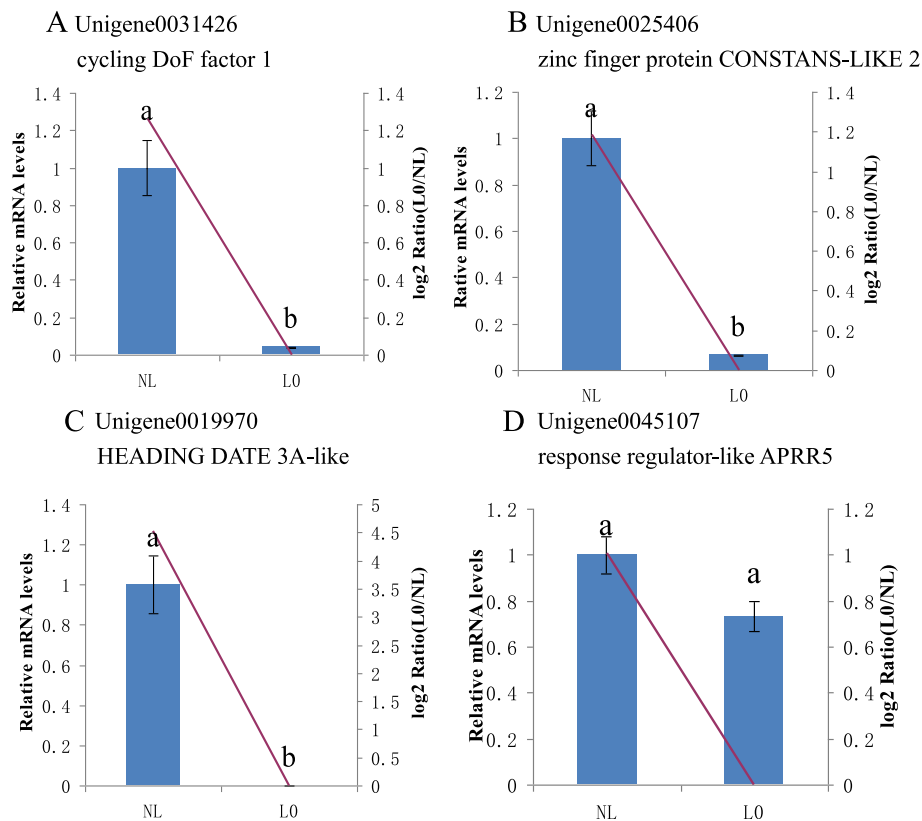 A Unigene0031426
cycling DoF factor 1
1.4
1.2
1
0.8
0.6
0.4
0.2
0
Relative mRNA levels
a
b
NL
L0
1.4
1.2
1
0.8
0.6
0.4
0.2
0
log2 Ratio(L0/NL)
B Unigene0025406
zinc finger protein CONSTANS-LIKE 2
1.2
1
0.8
0.6
0.4
0.2
0
Rative mRNA levels
a
b
NL
L0
1.4
1.2
1
0.8
0.6
0.4
0.2
0
log2 Ratio(L0/NL)
C Unigene0019970
HEADING DATE 3A-like
1.4
1.2
1
0.8
0.6
0.4
0.2
0
Relative mRNA levels
a
b
NL
L0
5
4.5
4
3.5
3
2.5
2
1.5
1
0.5
0
log2 Ratio(L0/NL)
D Unigene0045107
response regulator-like APRR5
1.2
1
0.8
0.6
0.4
0.2
0
Relative mRNA levels
a
a
NL
L0
1.2
1
0.8
0.6
0.4
0.2
0
log2 Ratio(L0/NL)